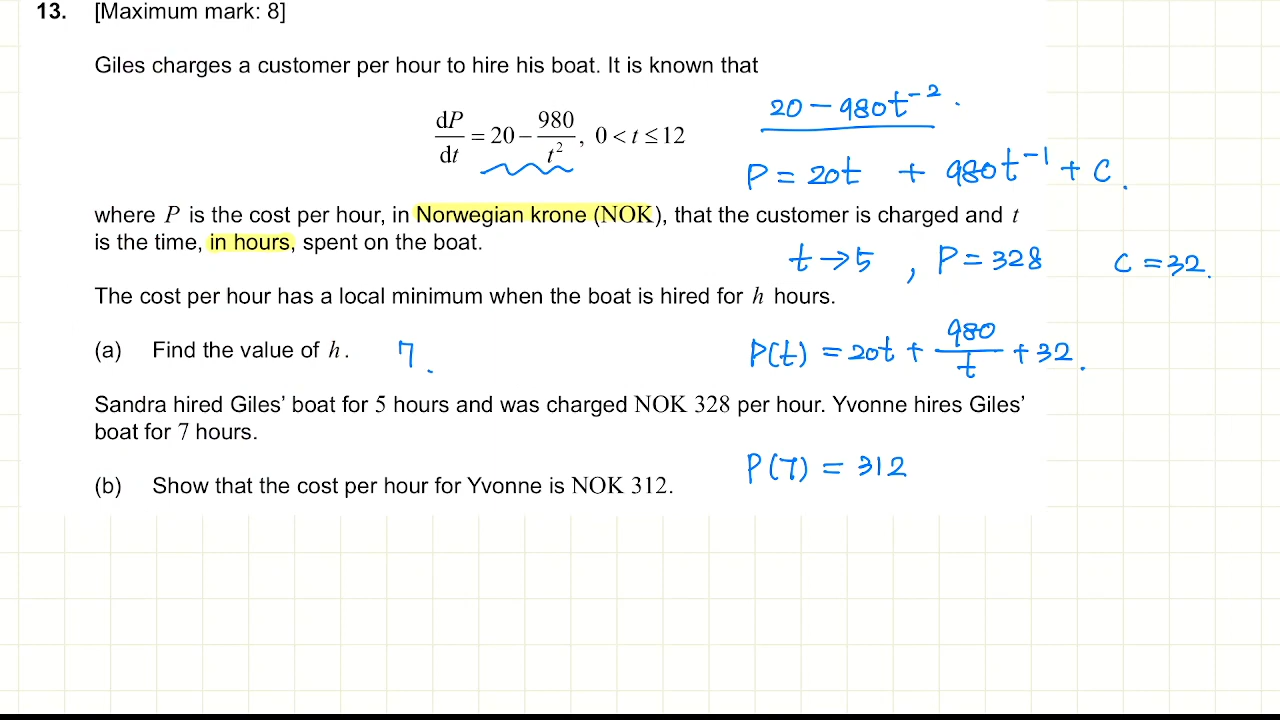 13. [Maximum mark: 8]
Giles charges a customer per hour to hire his boat. It is known that
dP/dt = 20 − 980/t², 0 < t ≤ 12
20 − 980t⁻² .
P = 20t + 980t⁻¹ + C .
where P is the cost per hour, in Norwegian krone (NOK), that the customer is charged and t
is the time, in hours, spent on the boat.
t → 5 , P = 328 C = 32 .
The cost per hour has a local minimum when the boat is hired for h hours.
(a) Find the value of h. 7 .
P(t) = 20t + 980/t + 32 .
Sandra hired Giles’ boat for 5 hours and was charged NOK 328 per hour. Yvonne hires Giles’
boat for 7 hours.
P(7) = 312
(b) Show that the cost per hour for Yvonne is NOK 312.